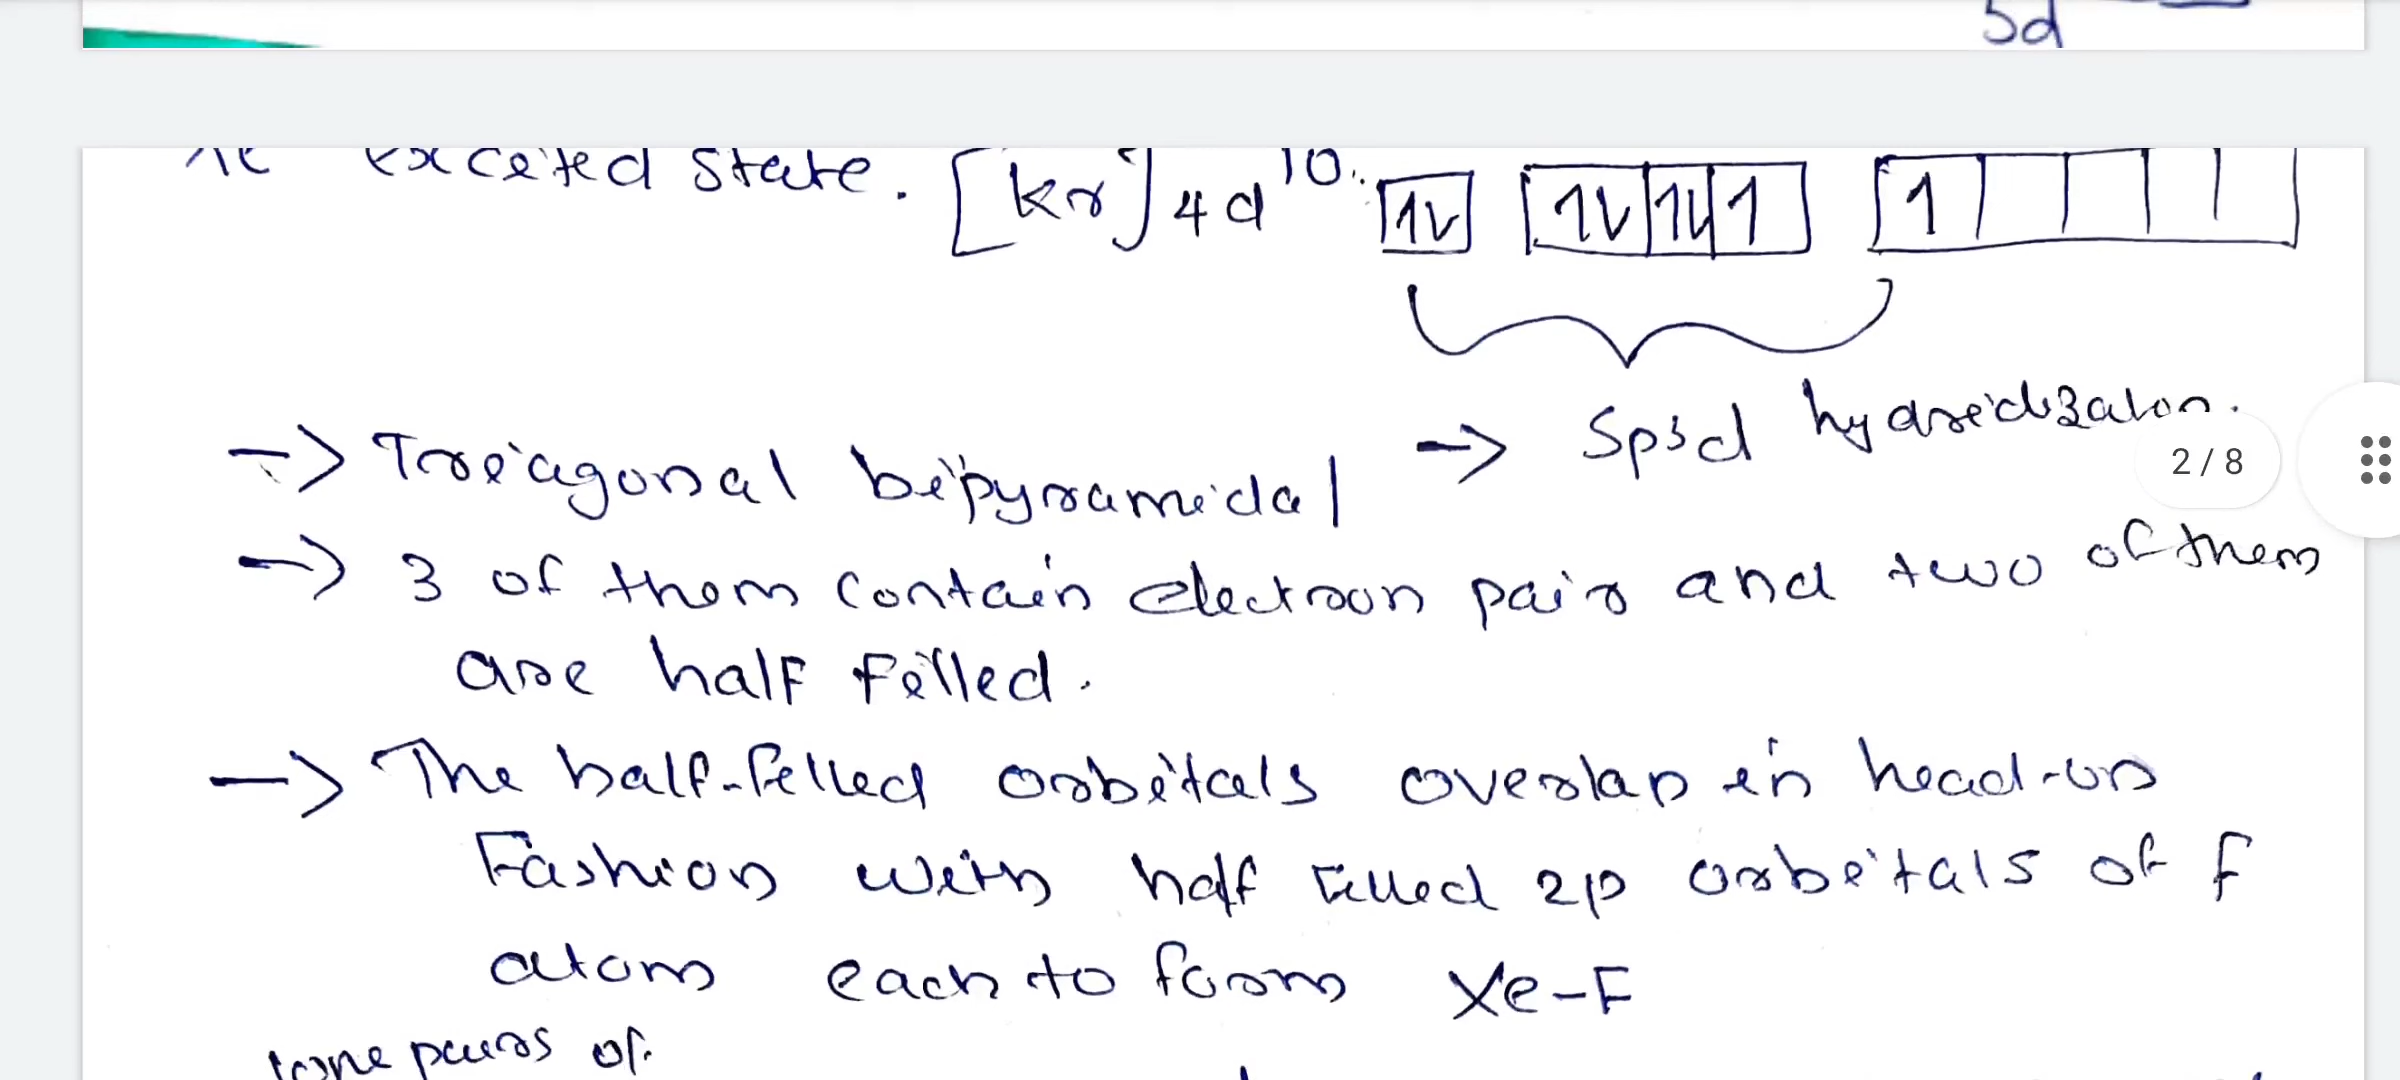 5d
excited state. [Kr] 4d¹⁰. 1↓ 1↓ 1↓ 1 1
→ sp3d hybridization.
2 / 8
→ Trigonal bipyramidal
→ 3 of them contain electron pair and two of them
are half filled.
→ The half-filled orbitals overlap in head-on
Fashion with half filled 2p orbitals of F
atom each to form Xe-F
lone pairs of